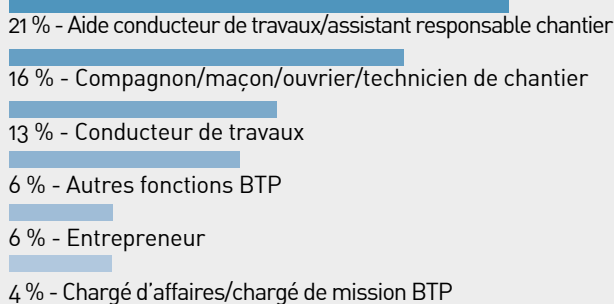 21 % - Aide conducteur de travaux/assistant responsable chantier
16 % - Compagnon/maçon/ouvrier/technicien de chantier
13 % - Conducteur de travaux
6 % - Autres fonctions BTP
6 % - Entrepreneur
4 % - Chargé d’affaires/chargé de mission BTP